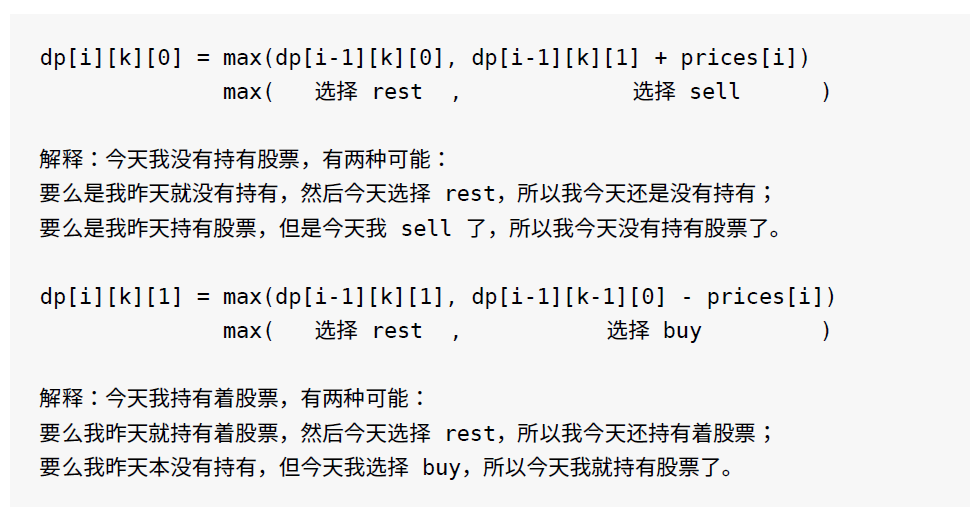 dp[i][k][0] = max(dp[i-1][k][0], dp[i-1][k][1] + prices[i])
max( 选择 rest , 选择 sell )
解释：今天我没有持有股票，有两种可能：
要么是我昨天就没有持有，然后今天选择 rest，所以我今天还是没有持有；
要么是我昨天持有股票，但是今天我 sell 了，所以我今天没有持有股票了。
dp[i][k][1] = max(dp[i-1][k][1], dp[i-1][k-1][0] - prices[i])
max( 选择 rest , 选择 buy )
解释：今天我持有着股票，有两种可能：
要么我昨天就持有着股票，然后今天选择 rest，所以我今天还持有着股票；
要么我昨天本没有持有，但今天我选择 buy，所以今天我就持有股票了。